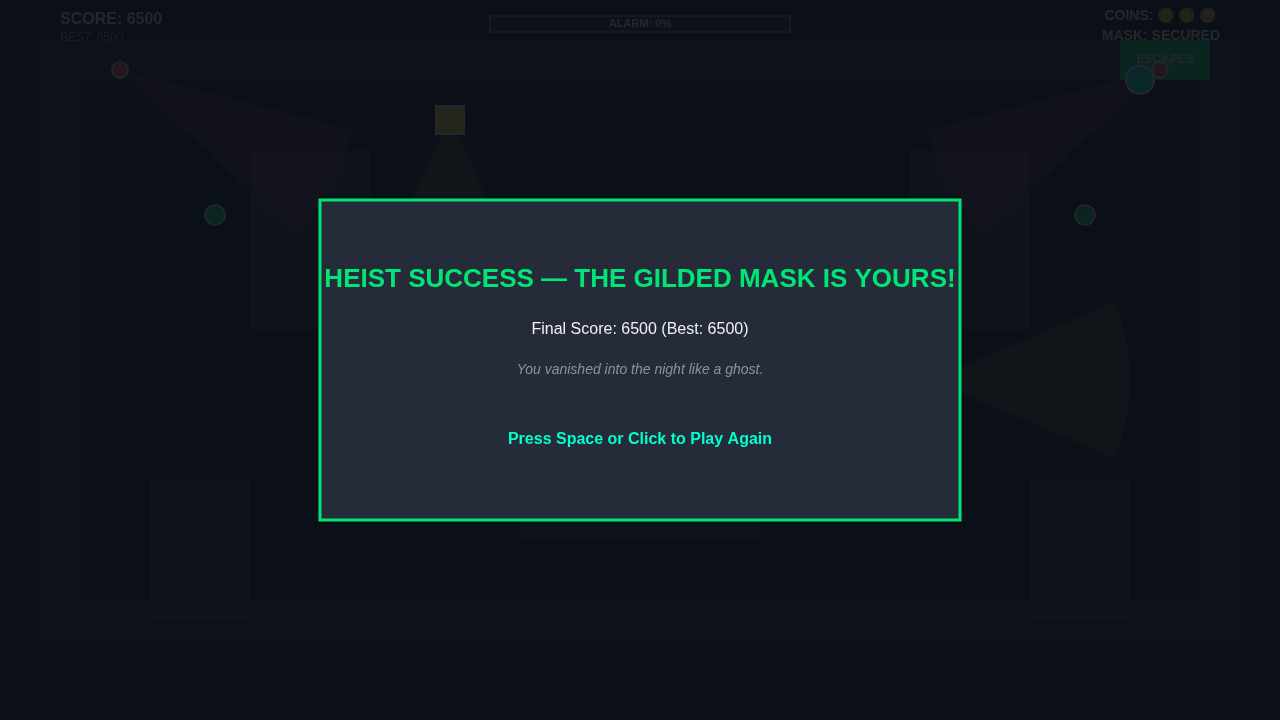 SCORE: 6500
BEST: 6500
ALARM: 0%
COINS:
MASK: SECURED
ESCAPES
HEIST SUCCESS — THE GILDED MASK IS YOURS!
Final Score: 6500 (Best: 6500)
You vanished into the night like a ghost.
Press Space or Click to Play Again